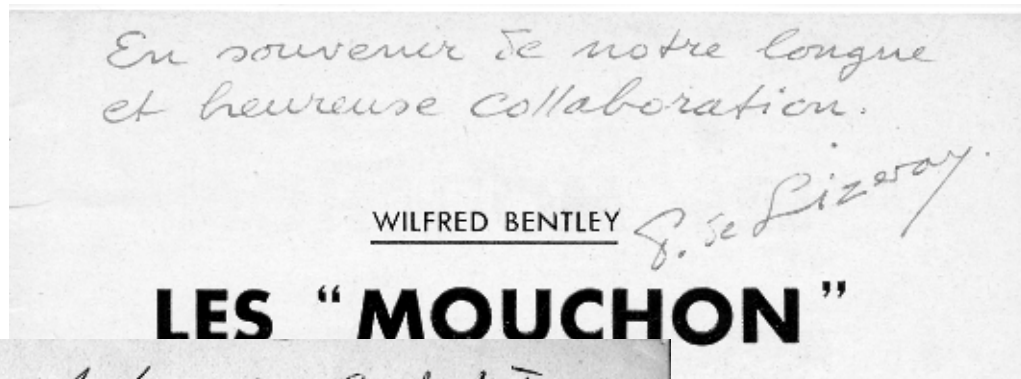 En souvenir de notre longue
et heureuse collaboration.
G. de Lizeray.
WILFRED BENTLEY
LES "MOUCHON"